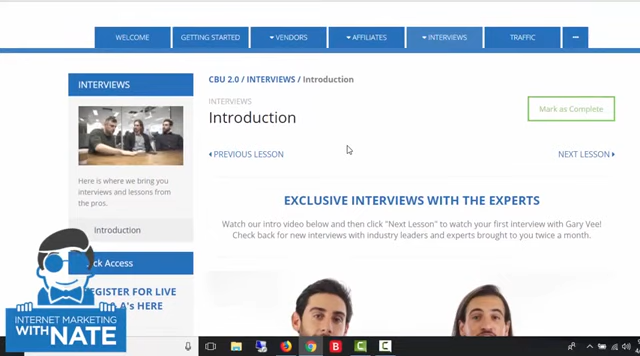 WELCOME
GETTING STARTED
VENDORS
AFFILIATES
INTERVIEWS
TRAFFIC
INTERVIEWS
CBU 2.0 / INTERVIEWS / Introduction
INTERVIEWS
Introduction
Mark as Complete
PREVIOUS LESSON
NEXT LESSON
Here is where we bring you
interviews and lessons from
the pros.
Introduction
EXCLUSIVE INTERVIEWS WITH THE EXPERTS
Watch our intro video below and then click "Next Lesson" to watch your first interview with Gary Vee!
Check back for new interviews with industry leaders and experts brought to you twice a month.
Access
REGISTER FOR LIVE
A's HERE
INTERNET MARKETING
WITH NATE